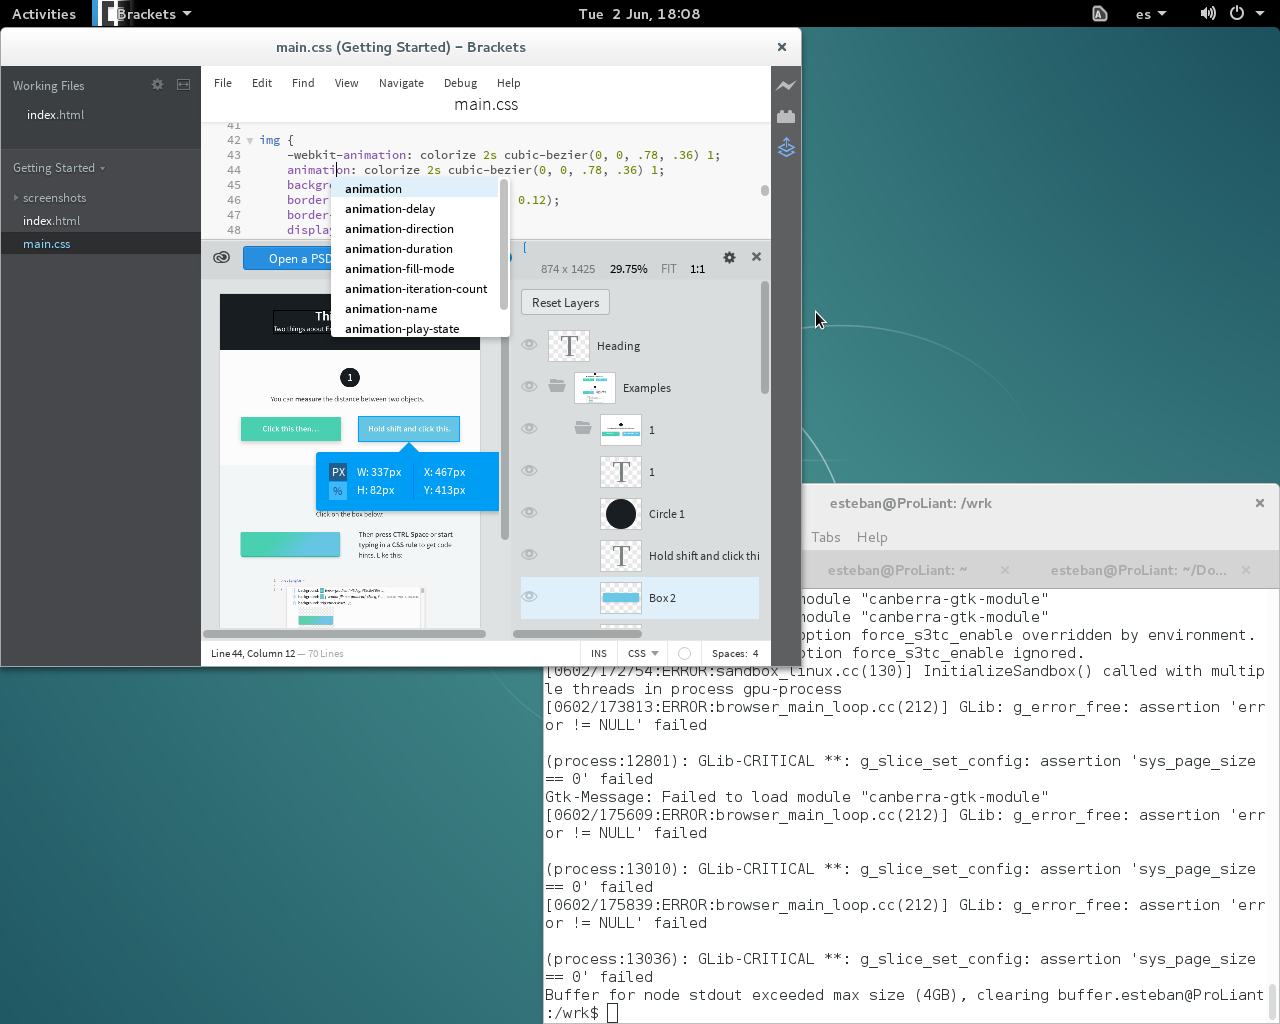 Activities
Brackets
Tue 2 Jun, 18:08
es
main.css (Getting Started) – Brackets
Working Files
index.html
Getting Started
screenshots
index.html
main.css
File Edit Find View Navigate Debug Help
main.css
41
42 img {
43 -webkit-animation: colorize 2s cubic-bezier(0, 0, .78, .36) 1;
44 animation: colorize 2s cubic-bezier(0, 0, .78, .36) 1;
45 backgr
46 border 0.12);
47 border-
48 displa
animation
animation-delay
animation-direction
animation-duration
animation-fill-mode
animation-iteration-count
animation-name
animation-play-state
Open a PSD
874 x 1425 29.75% FIT 1:1
Thi
Two things about E
1
You can measure the distance between two objects.
Click this then...
Hold shift and click this.
PX W: 337px X: 467px
% H: 82px Y: 413px
Click on the box below:
Then press CTRL Space or start
typing in a CSS rule to get code
hints. Like this:
Reset Layers
Heading
Examples
1
1
Circle 1
Hold shift and click thi
Box 2
Line 44, Column 12 — 70 Lines
INS CSS Spaces: 4
esteban@ProLiant: /wrk
Tabs Help
esteban@ProLiant: ~
esteban@ProLiant: ~/Do...
module "canberra-gtk-module"
module "canberra-gtk-module"
option force_s3tc_enable overridden by environment.
option force_s3tc_enable ignored.
[0602/172754:ERROR:sandbox_linux.cc(130)] InitializeSandbox() called with multip
le threads in process gpu-process
[0602/173813:ERROR:browser_main_loop.cc(212)] GLib: g_error_free: assertion 'err
or != NULL' failed
(process:12801): GLib-CRITICAL **: g_slice_set_config: assertion 'sys_page_size
== 0' failed
Gtk-Message: Failed to load module "canberra-gtk-module"
[0602/175609:ERROR:browser_main_loop.cc(212)] GLib: g_error_free: assertion 'err
or != NULL' failed
(process:13010): GLib-CRITICAL **: g_slice_set_config: assertion 'sys_page_size
== 0' failed
[0602/175839:ERROR:browser_main_loop.cc(212)] GLib: g_error_free: assertion 'err
or != NULL' failed
(process:13036): GLib-CRITICAL **: g_slice_set_config: assertion 'sys_page_size
== 0' failed
Buffer for node stdout exceeded max size (4GB), clearing buffer.esteban@ProLiant
:/wrk$